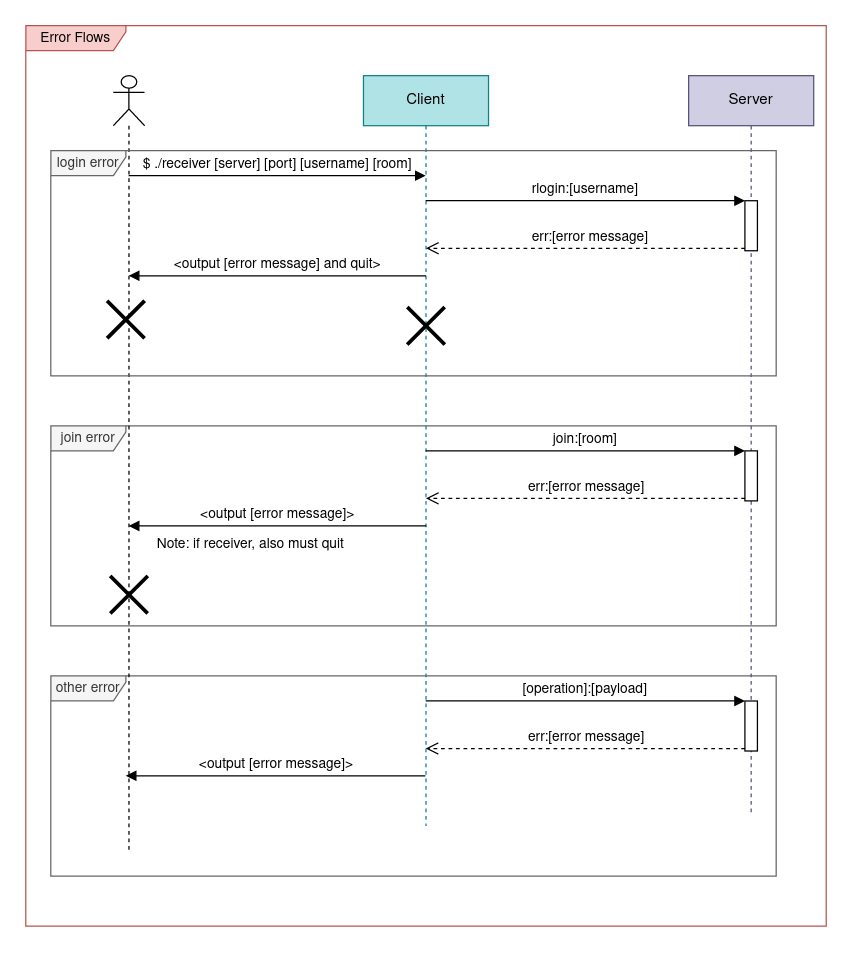 Error Flows
Client
Server
login error
$ ./receiver [server] [port] [username] [room]
rlogin:[username]
err:[error message]
<output [error message] and quit>
join error
join:[room]
err:[error message]
<output [error message]>
Note: if receiver, also must quit
other error
[operation]:[payload]
err:[error message]
<output [error message]>